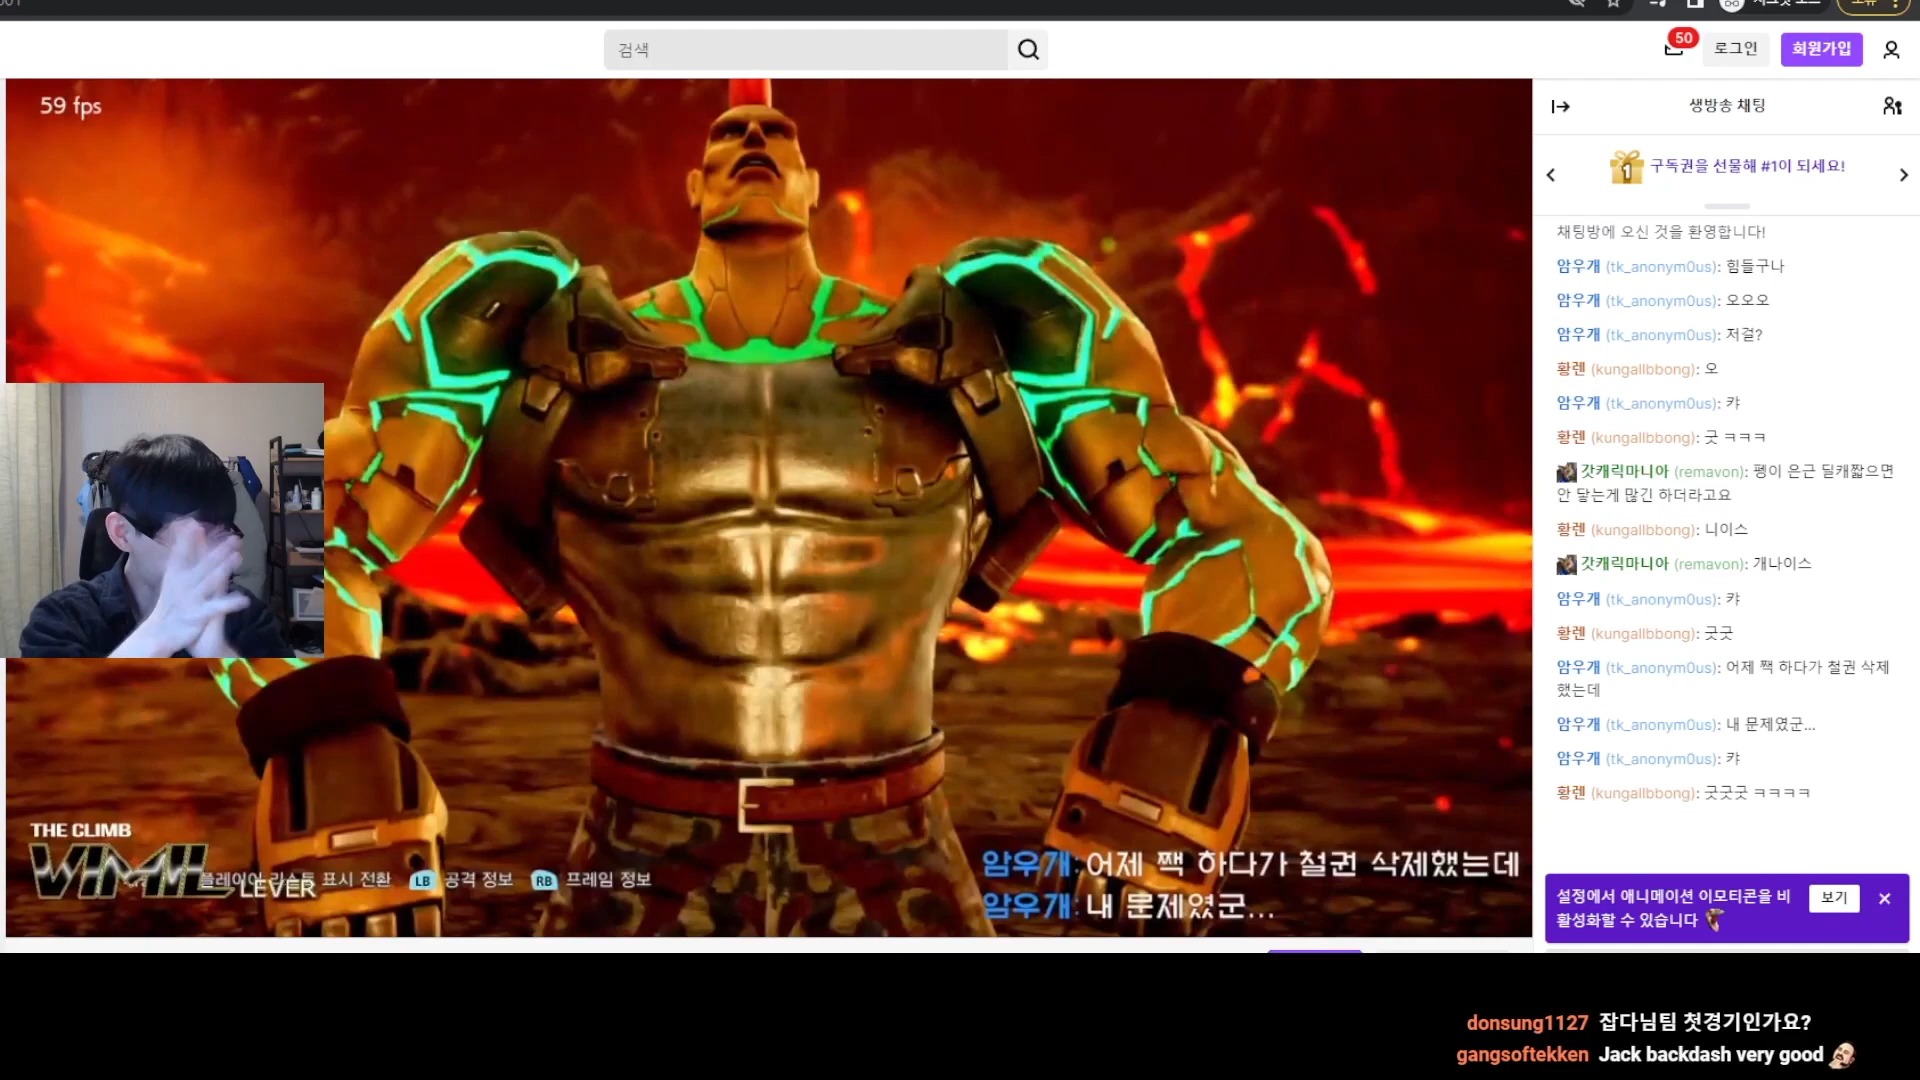 검색
50
로그인
회원가입
59 fps
생방송 채팅
1
구독권을 선물해 #1이 되세요!
채팅방에 오신 것을 환영합니다!
암우개 (tk_anonym0us): 힘들구나
암우개 (tk_anonym0us): 오오오
암우개 (tk_anonym0us): 저걸?
황렌 (kungallbbong): 오
암우개 (tk_anonym0us): 캬
황렌 (kungallbbong): 굿 ㅋㅋㅋ
갓캐릭마니아 (remavon): 펭이 은근 딜캐짧으면
안 닿는게 많긴 하더라고요
황렌 (kungallbbong): 니이스
갓캐릭마니아 (remavon): 개나이스
암우개 (tk_anonym0us): 캬
황렌 (kungallbbong): 굿굿
암우개 (tk_anonym0us): 어제 짹 하다가 철권 삭제
했는데
암우개 (tk_anonym0us): 내 문제였군...
암우개 (tk_anonym0us): 캬
황렌 (kungallbbong): 굿굿굿 ㅋㅋㅋㅋ
THE CLIMB
VIMIL
LEVER
표시 전환
LB 공격 정보
RB 프레임 정보
암우개: 어제 짹 하다가 철권 삭제했는데
암우개: 내 문제였군...
설정에서 애니메이션 이모티콘을 비
활성화할 수 있습니다
보기
donsung1127 잡다님팀 첫경기인가요?
gangsoftekken Jack backdash very good